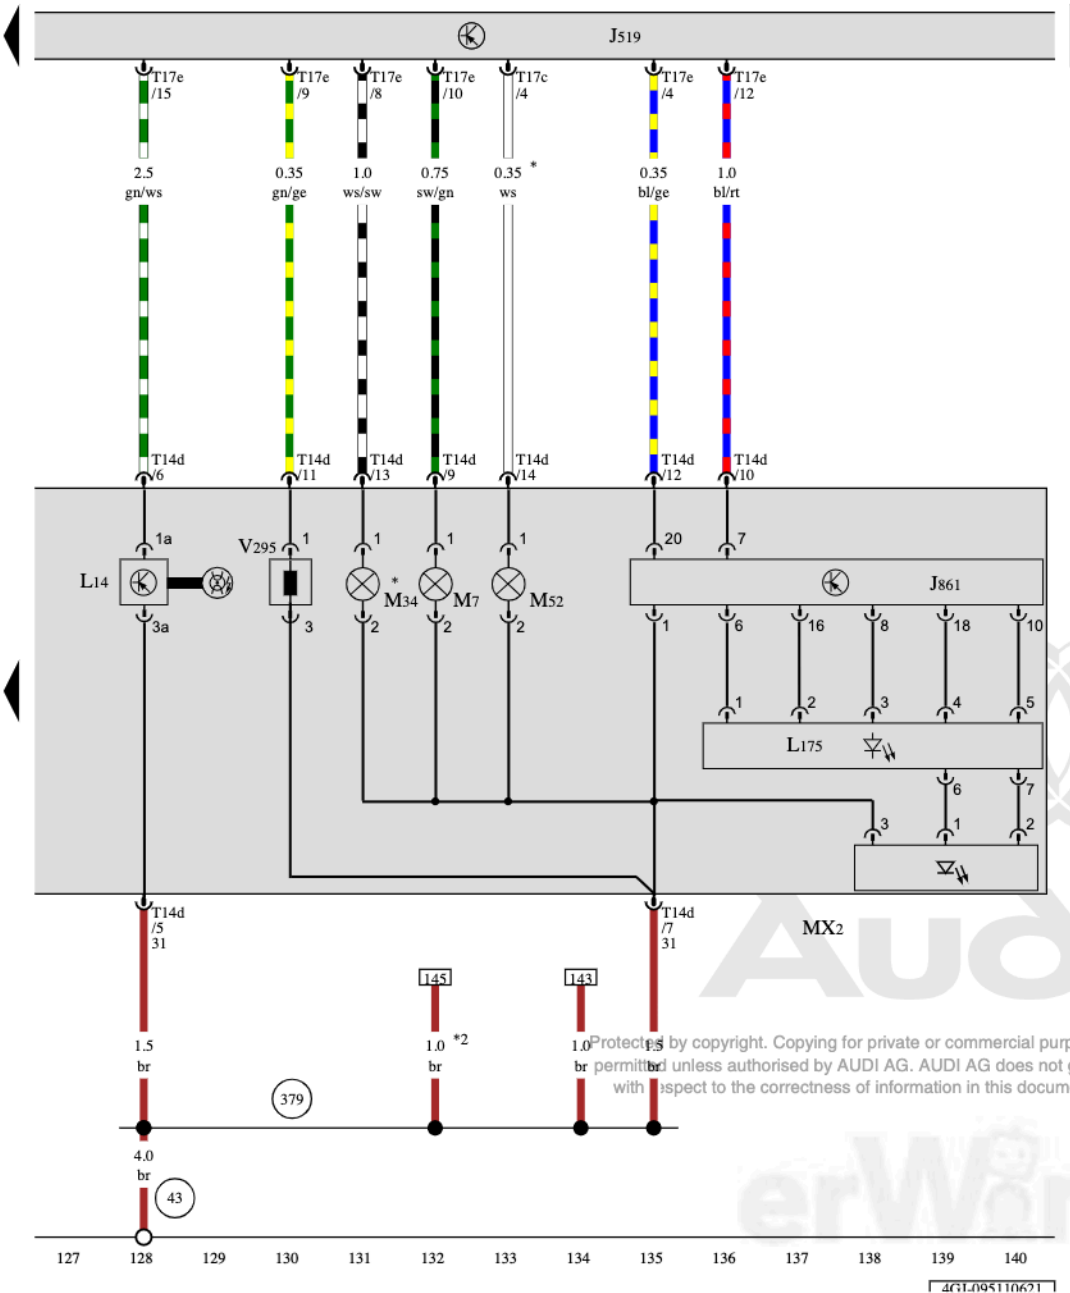 J519
T17e T17e T17e T17e T17c T17e T17e
/15 /9 /8 /10 /4 /4 /12
2.5 0.35 1.0 0.75 0.35 * 0.35 1.0
gn/ws gn/ge ws/sw sw/gn ws bl/ge bl/rt
T14d T14d T14d T14d T14d T14d T14d
/6 /11 /13 /9 /14 /12 /10
1a V295 1 1 1 1 20 7
L14 * M34 M7 M52 J861
3a 3 2 2 2 1 6 16 8 18 10
1 2 3 4 5
L175
6 7
3 1 2
T14d T14d
/5 /7
31 31
MX2
Audi
145 143
1.5 1.0 *2 1.0 1.5
br br br br
Protected by copyright. Copying for private or commercial purp
permitted unless authorised by AUDI AG. AUDI AG does not
with respect to the correctness of information in this docum
379
4.0
br
43
erWin
127 128 129 130 131 132 133 134 135 136 137 138 139 140
4GJ-095110621